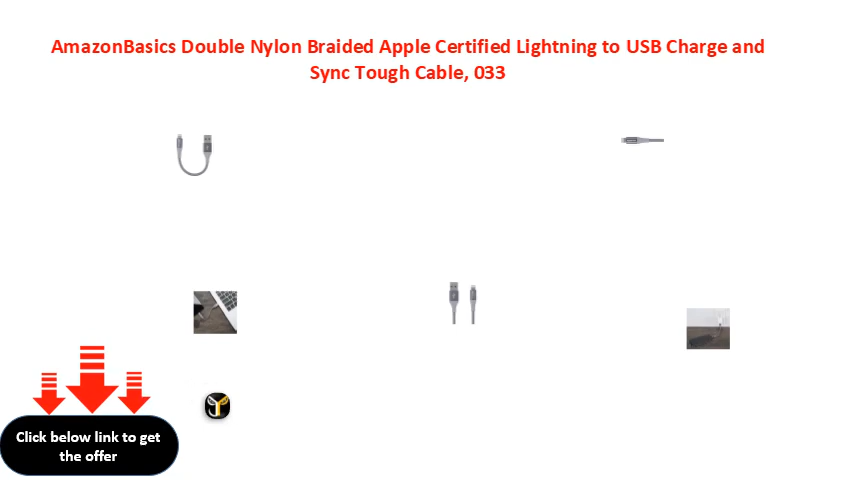 AmazonBasics Double Nylon Braided Apple Certified Lightning to USB Charge and
Sync Tough Cable, 033
Click below link to get
the offer